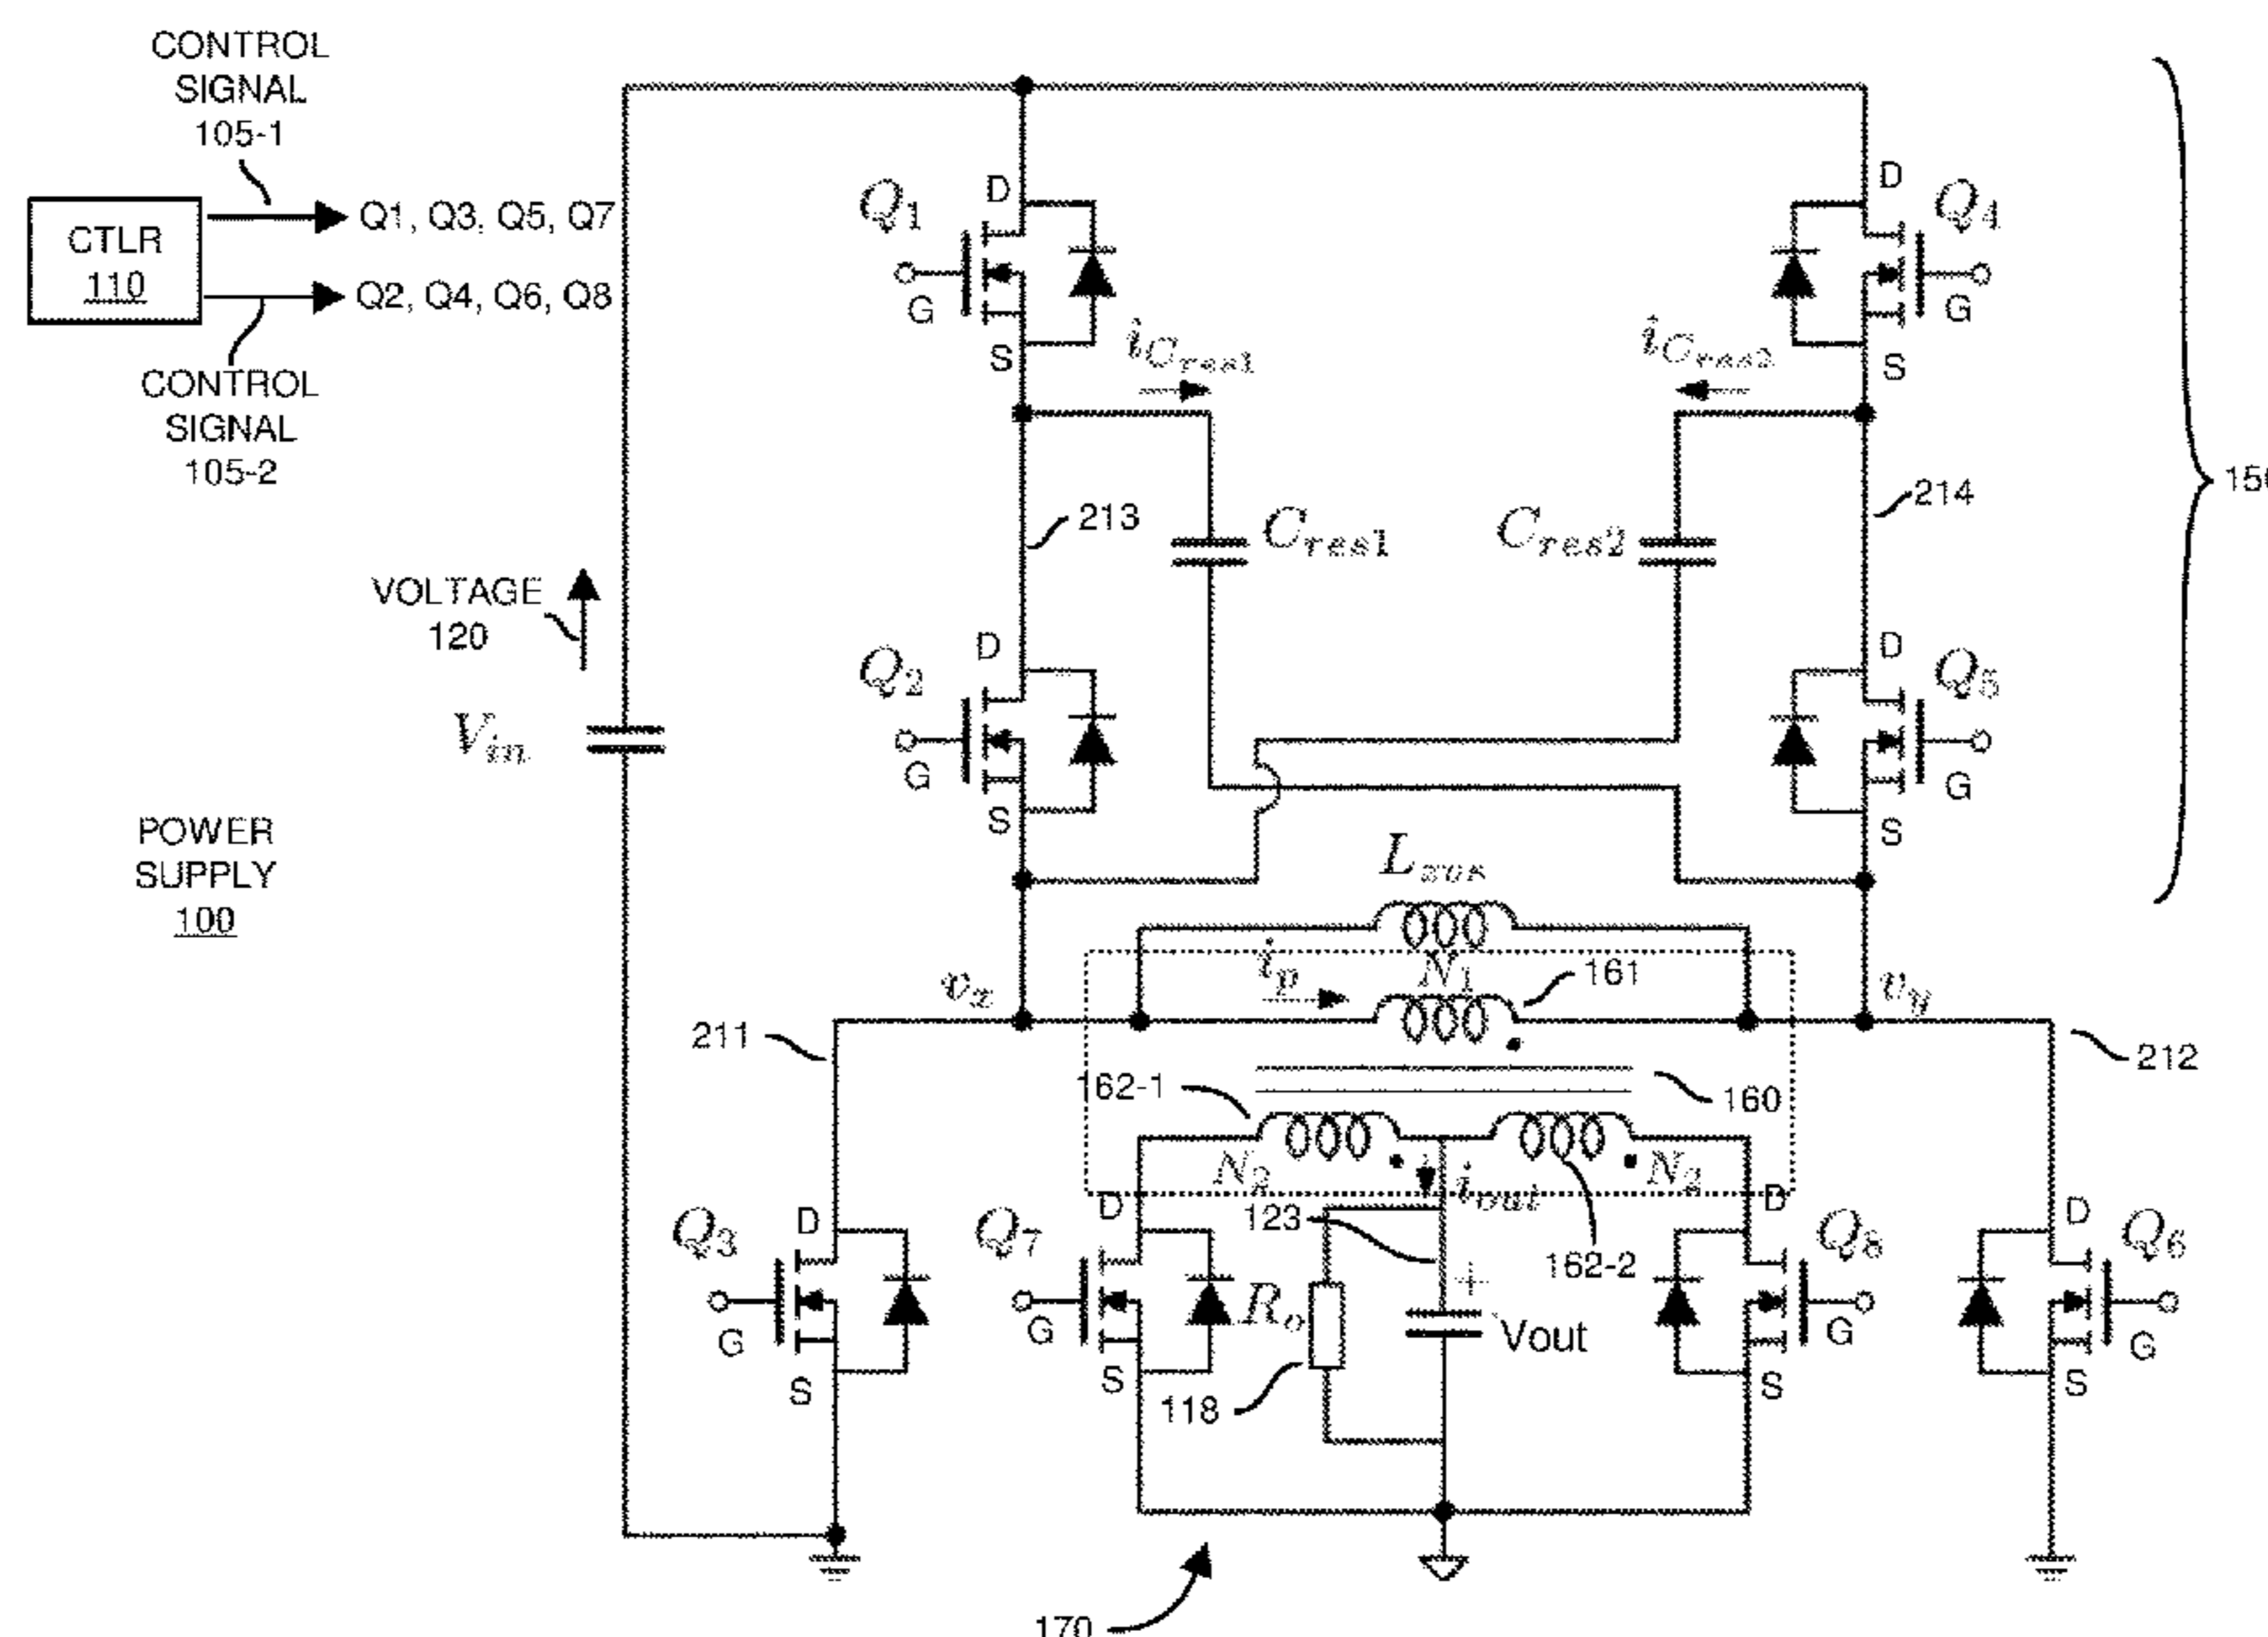 CONTROL
SIGNAL
105-1
CTLR
110
Q1, Q3, Q5, Q7
Q2, Q4, Q6, Q8
CONTROL
SIGNAL
105-2
VOLTAGE
120
Vin
POWER
SUPPLY
100
Q1
D
G
S
Q4
D
G
S
iCres1
iCres2
213
Cres1
Cres2
214
Q2
D
G
S
Q5
D
G
S
Lzvs
vx
ip
N1
161
vy
211
212
162-1
160
N2
N2
iout
123
162-2
Q3
D
G
S
Q7
D
G
S
Ro
118
+
Vout
Q8
D
G
S
Q6
D
G
S
170